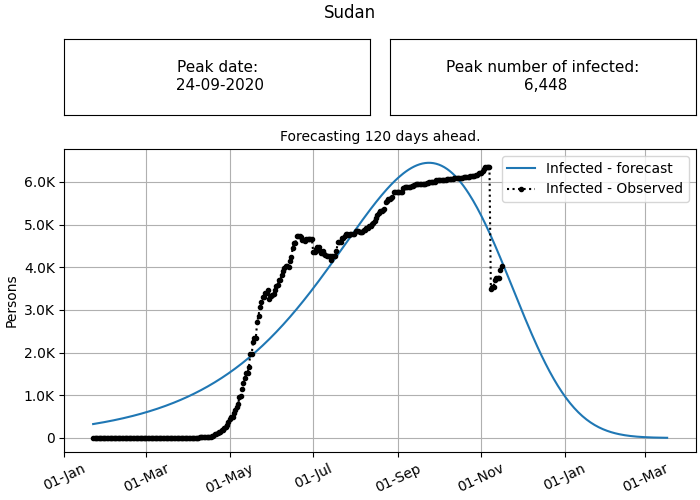 Sudan
Peak date:
24-09-2020
Peak number of infected:
6,448
Forecasting 120 days ahead.
Infected - forecast
Infected - Observed
Persons
6.0K
5.0K
4.0K
3.0K
2.0K
1.0K
0
01-Jan
01-Mar
01-May
01-Jul
01-Sep
01-Nov
01-Jan
01-Mar